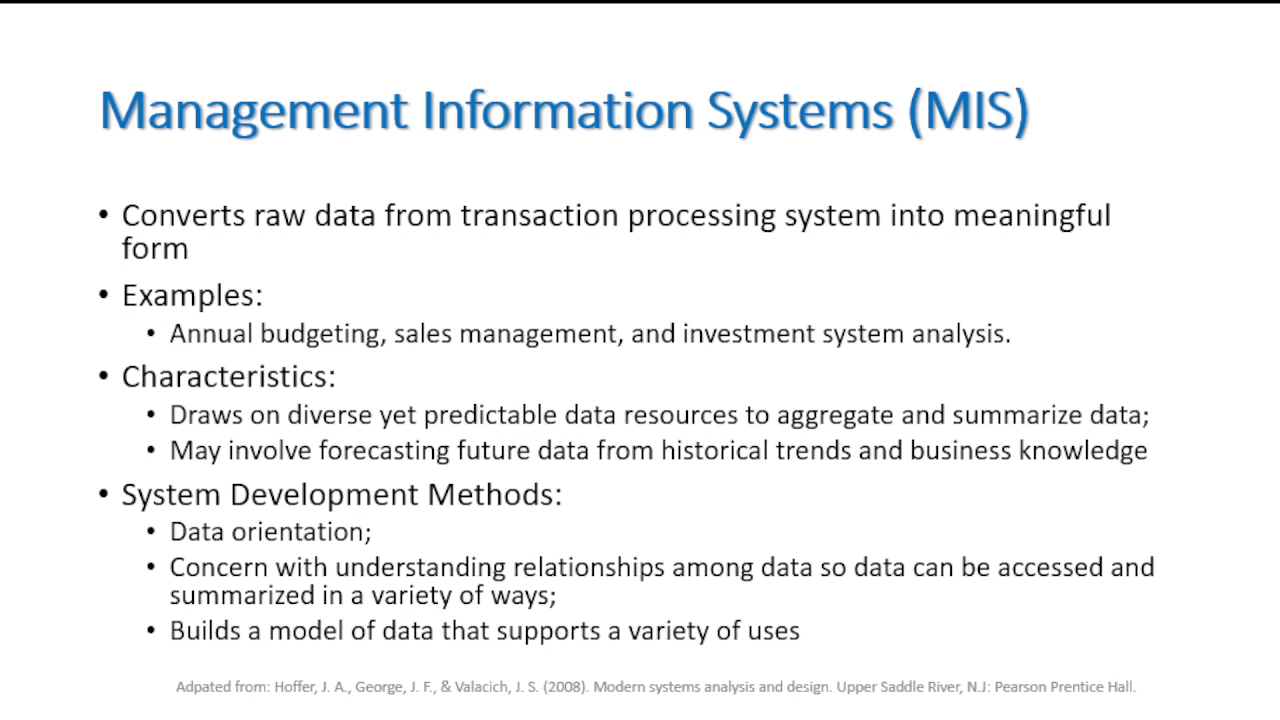 Management Information Systems (MIS)
• Converts raw data from transaction processing system into meaningful
form
• Examples:
• Annual budgeting, sales management, and investment system analysis.
• Characteristics:
• Draws on diverse yet predictable data resources to aggregate and summarize data;
• May involve forecasting future data from historical trends and business knowledge
• System Development Methods:
• Data orientation;
• Concern with understanding relationships among data so data can be accessed and
summarized in a variety of ways;
• Builds a model of data that supports a variety of uses
Adpated from: Hoffer, J. A., George, J. F., & Valacich, J. S. (2008). Modern systems analysis and design. Upper Saddle River, N.J: Pearson Prentice Hall.